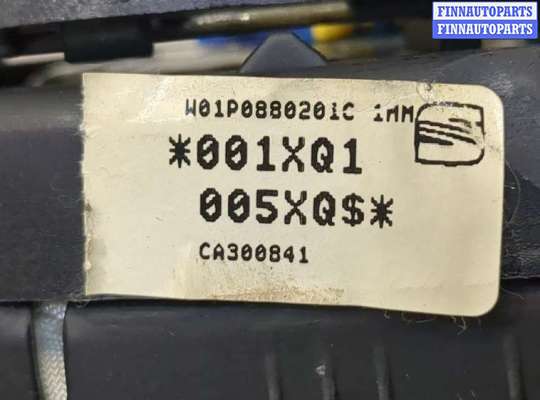 FINNAUTOPARTS
FINNAUTOPARTS
W01P0880201C 1MM
*001XQ1
005XQ$*
CA300841